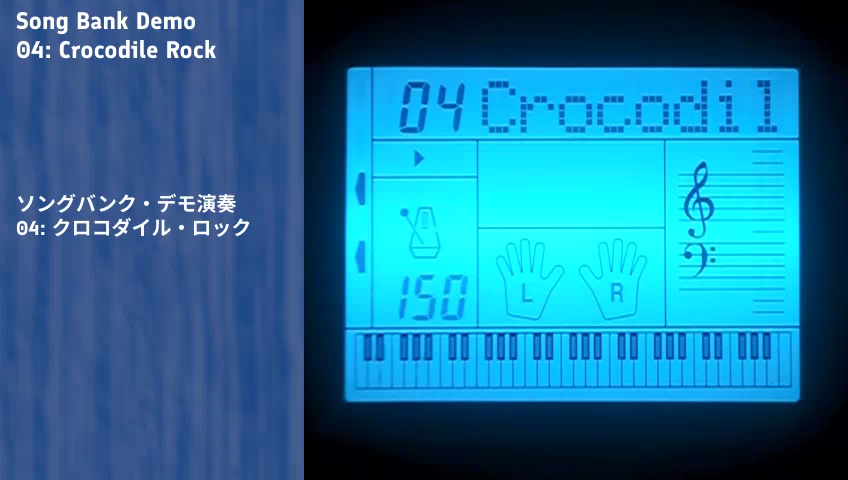 Song Bank Demo
04: Crocodile Rock
ソングバンク・デモ演奏
04: クロコダイル・ロック
04 Crocodil
150
L R